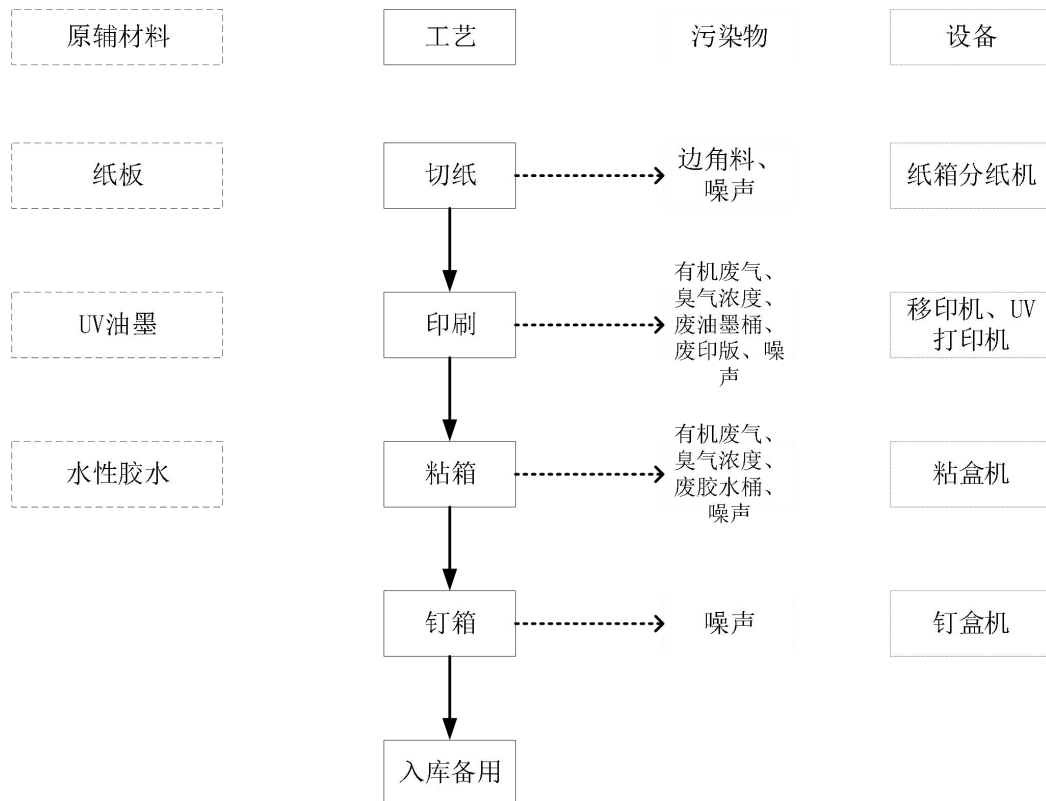 原辅材料
工艺
污染物
设备
纸板
切纸
边角料、
噪声
纸箱分纸机
UV油墨
印刷
有机废气、
臭气浓度、
废油墨桶、
废印版、噪
声
移印机、UV
打印机
水性胶水
粘箱
有机废气、
臭气浓度、
废胶水桶、
噪声
粘盒机
钉箱
噪声
钉盒机
入库备用